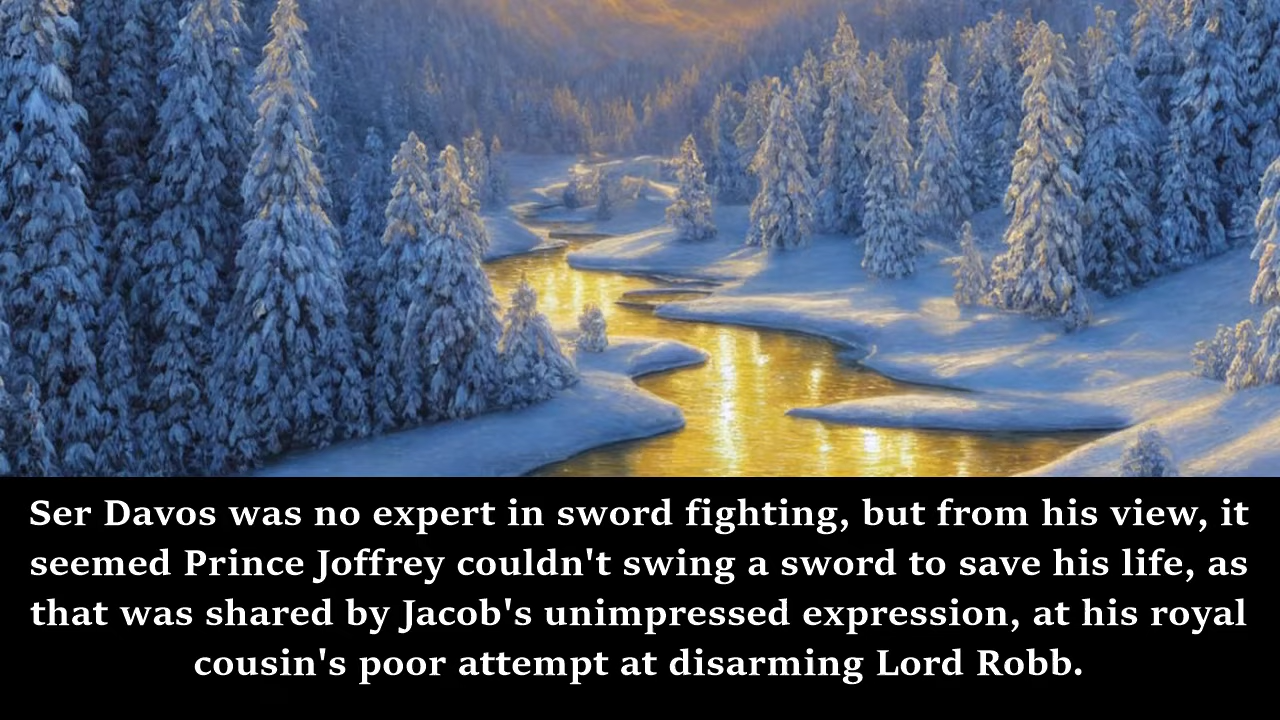 Ser Davos was no expert in sword fighting, but from his view, it
seemed Prince Joffrey couldn't swing a sword to save his life, as
that was shared by Jacob's unimpressed expression, at his royal
cousin's poor attempt at disarming Lord Robb.